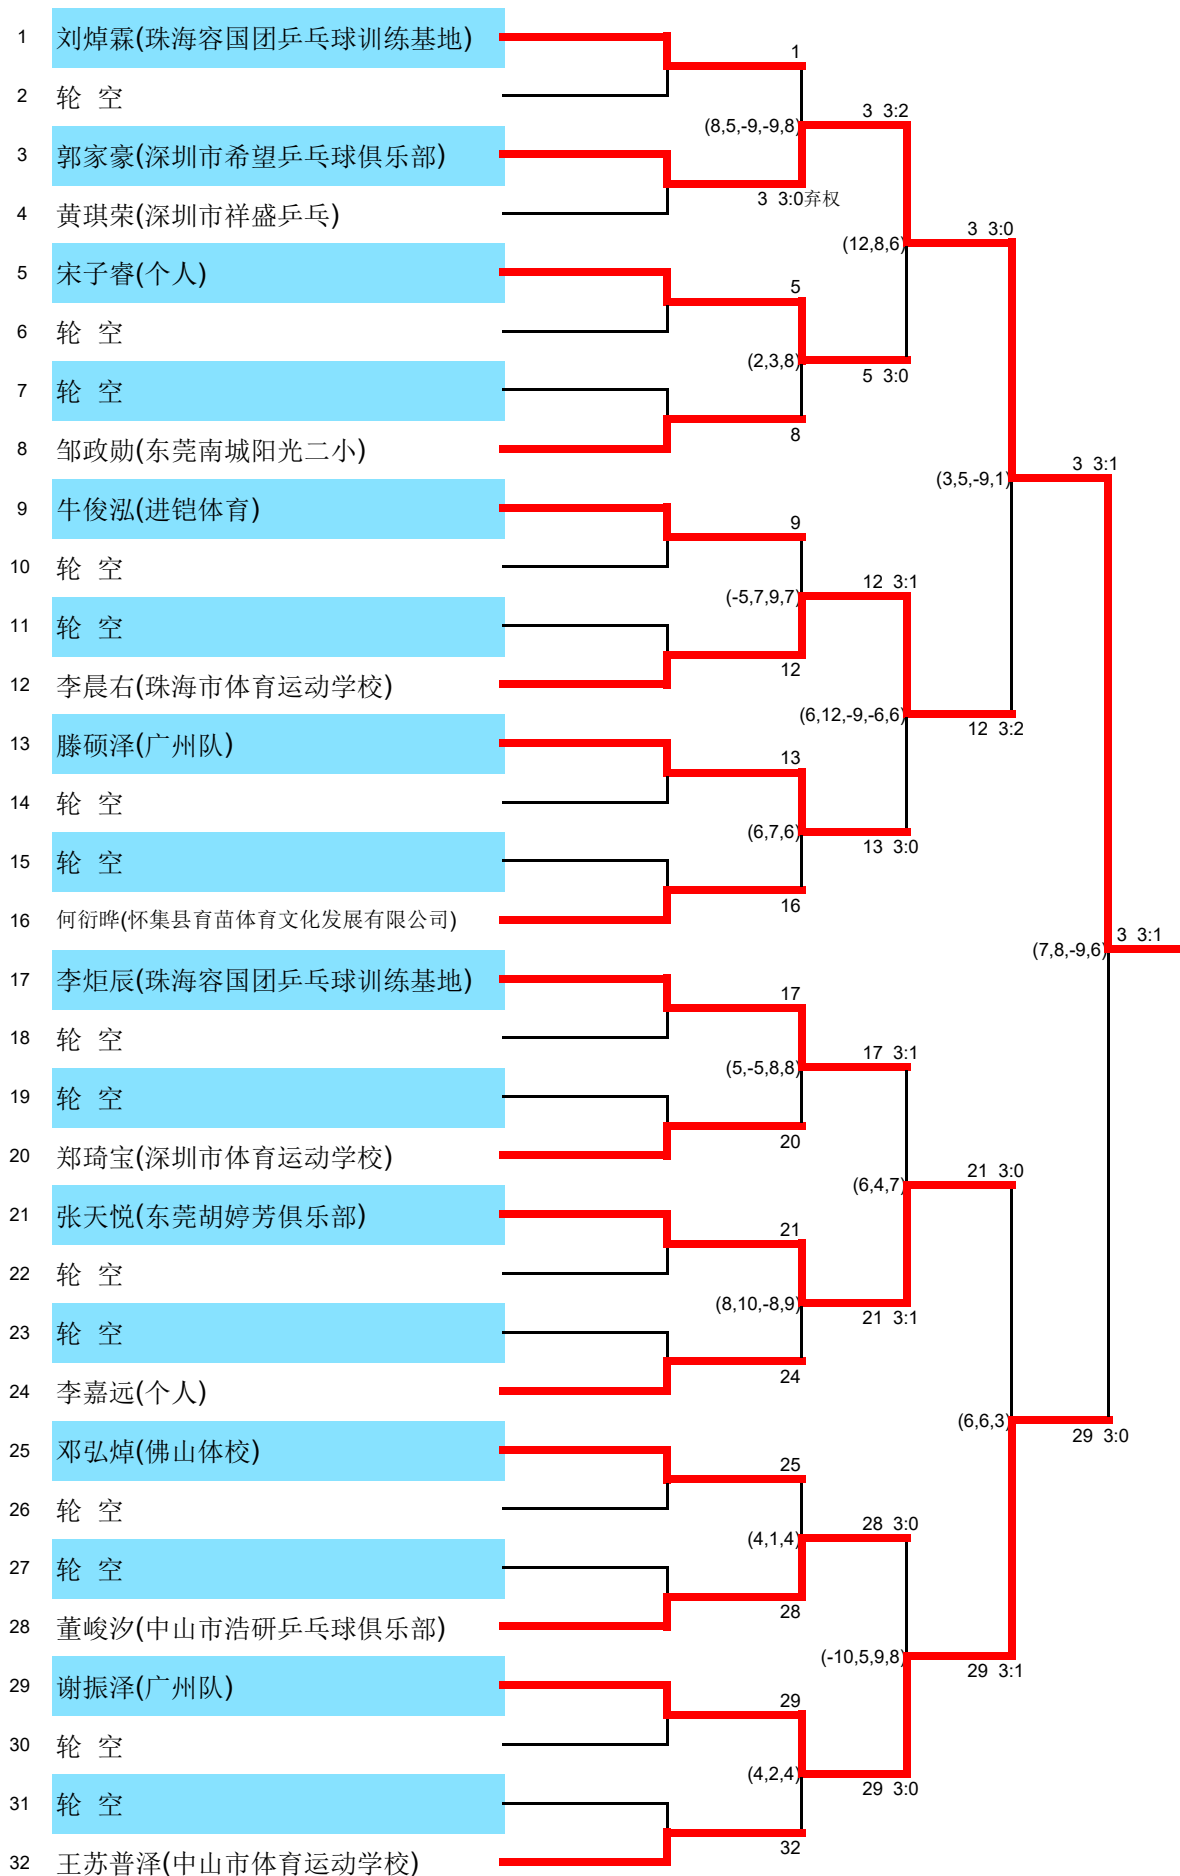 1 刘焯霖(珠海容国团乒乓球训练基地)
1
2 轮 空
(8,5,-9,-9,8)
3 3:2
3 郭家豪(深圳市希望乒乓球俱乐部)
3 3:0弃权
4 黄琪荣(深圳市祥盛乒乓)
(12,8,6)
3 3:0
5 宋子睿(个人)
5
6 轮 空
(2,3,8)
5 3:0
7 轮 空
8
8 邹政勋(东莞南城阳光二小)
(3,5,-9,1)
3 3:1
9 牛俊泓(进铠体育)
9
10 轮 空
(-5,7,9,7)
12 3:1
11 轮 空
12
12 李晨右(珠海市体育运动学校)
(6,12,-9,-6,6)
12 3:2
13 滕硕泽(广州队)
13
14 轮 空
(6,7,6)
13 3:0
15 轮 空
16
16 何衍晔(怀集县育苗体育文化发展有限公司)
(7,8,-9,6)
3 3:1
17 李炬辰(珠海容国团乒乓球训练基地)
17
18 轮 空
(5,-5,8,8)
17 3:1
19 轮 空
20
20 郑琦宝(深圳市体育运动学校)
(6,4,7)
21 3:0
21 张天悦(东莞胡婷芳俱乐部)
21
22 轮 空
(8,10,-8,9)
21 3:1
23 轮 空
24
24 李嘉远(个人)
(6,6,3)
29 3:0
25 邓弘焯(佛山体校)
25
26 轮 空
(4,1,4)
28 3:0
27 轮 空
28
28 董峻汐(中山市浩研乒乓球俱乐部)
(-10,5,9,8)
29 3:1
29 谢振泽(广州队)
29
30 轮 空
(4,2,4)
29 3:0
31 轮 空
32
32 王苏普泽(中山市体育运动学校)